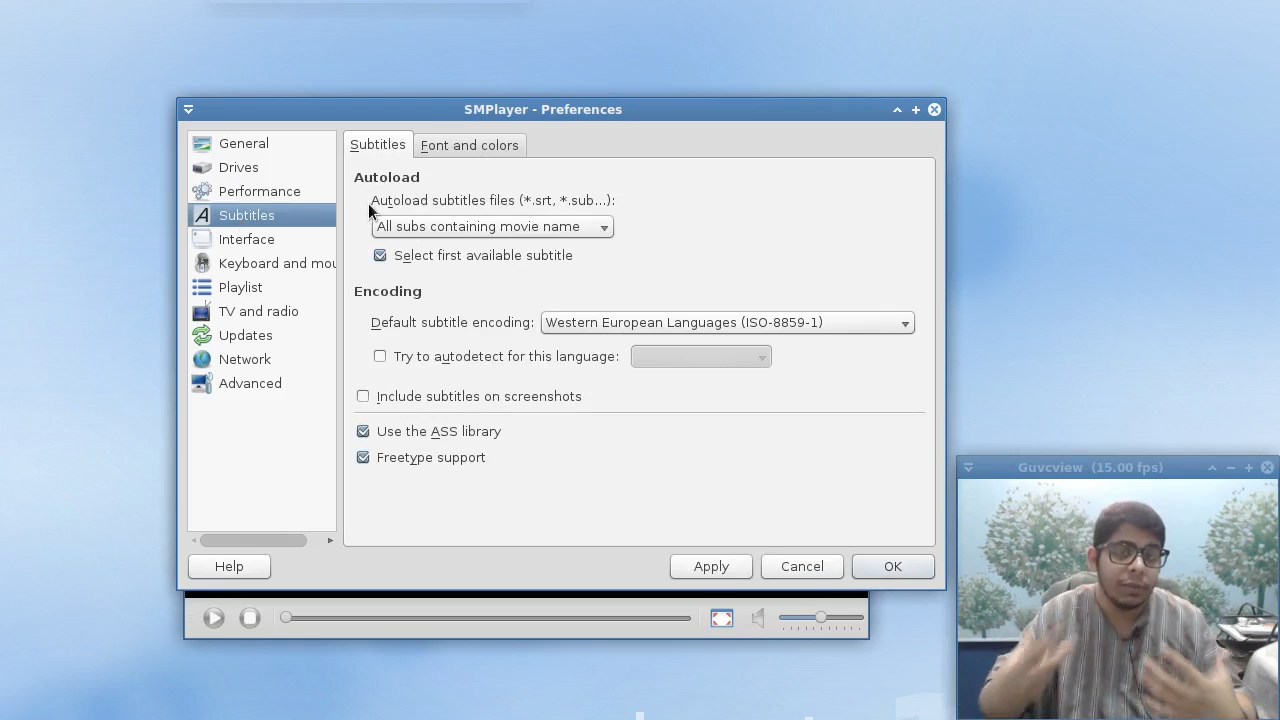 SMPlayer - Preferences
General
Drives
Performance
Subtitles
Interface
Keyboard and mou
Playlist
TV and radio
Updates
Network
Advanced
Subtitles
Font and colors
Autoload
Autoload subtitles files (*.srt, *.sub...):
All subs containing movie name
Select first available subtitle
Encoding
Default subtitle encoding: Western European Languages (ISO-8859-1)
Try to autodetect for this language:
Include subtitles on screenshots
Use the ASS library
Freetype support
Help
Apply
Cancel
OK
Guvcview (15.00 fps)